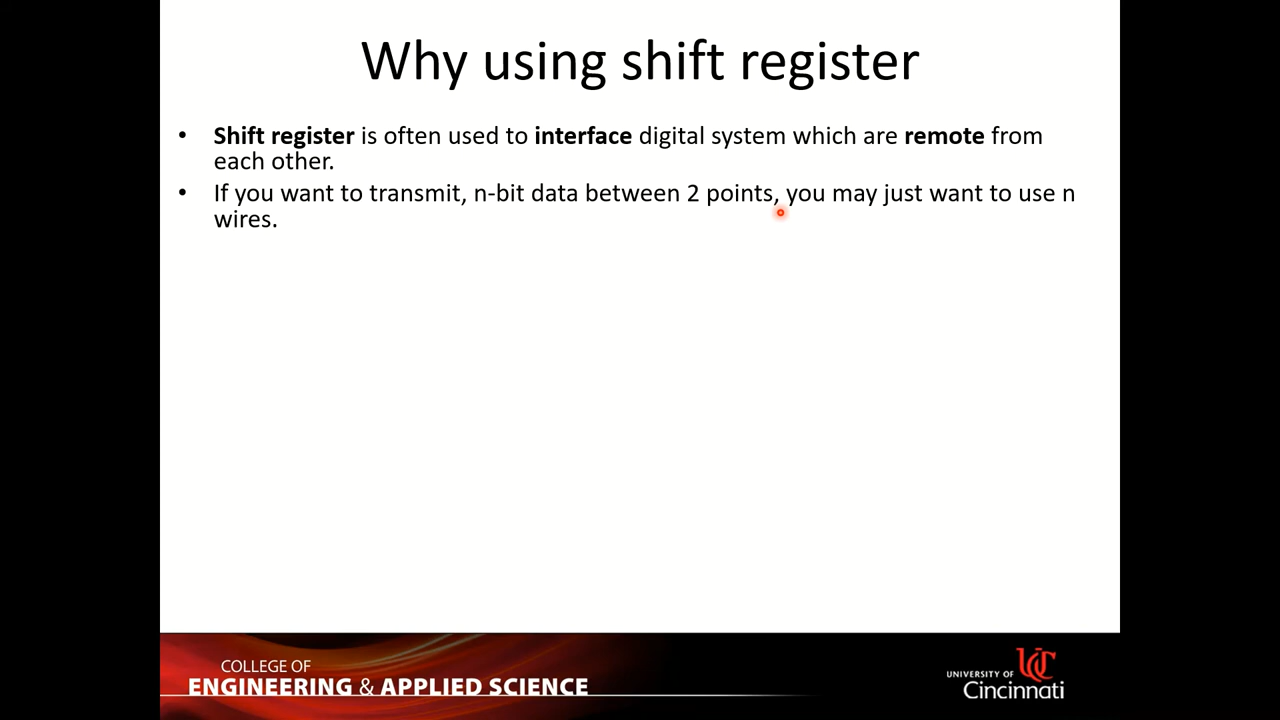 Why using shift register
• Shift register is often used to interface digital system which are remote from
each other.
• If you want to transmit, n-bit data between 2 points, you may just want to use n
wires.
COLLEGE OF
ENGINEERING & APPLIED SCIENCE
UC
UNIVERSITY OF
Cincinnati